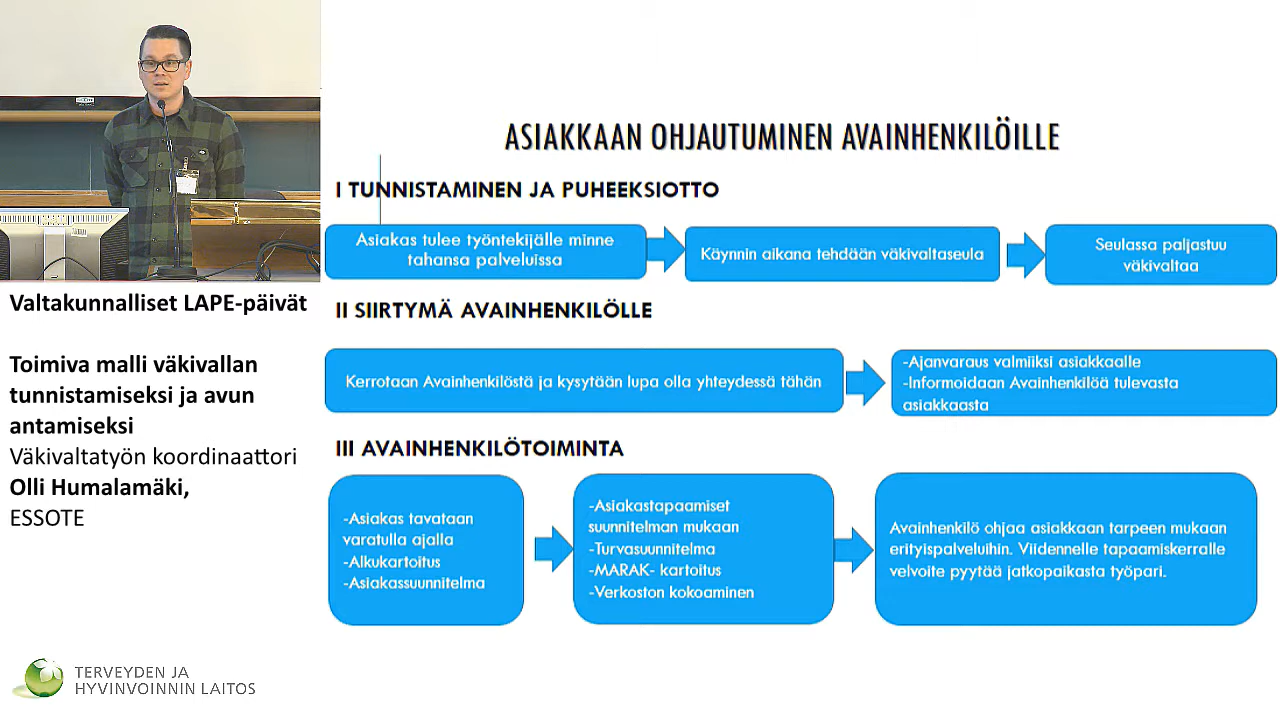 ASIAKKAAN OHJAUTUMINEN AVAINHENKILÖILLE
I TUNNISTAMINEN JA PUHEEKSIOTTO
Asiakas tulee työntekijälle minne
tahansa palveluissa
Käynnin aikana tehdään väkivaltaseula
Seulassa paljastuu
väkivaltaa
II SIIRTYMÄ AVAINHENKILÖLLE
Kerrotaan Avainhenkilöstä ja kysytään lupa olla yhteydessä tähän
-Ajanvaraus valmiiksi asiakkaalle
-Informoidaan Avainhenkilöä tulevasta
asiakkaasta
III AVAINHENKILÖTOIMINTA
-Asiakas tavataan
varatulla ajalla
-Alkukartoitus
-Asiakassuunnitelma
-Asiakastapaamiset
suunnitelman mukaan
-Turvasuunnitelma
-MARAK- kartoitus
-Verkoston kokoaminen
Avainhenkilö ohjaa asiakkaan tarpeen mukaan
erityispalveluihin. Viidennelle tapaamiskerralle
velvoite pyytää jatkopaikasta työpari.
Valtakunnalliset LAPE-päivät
Toimiva malli väkivallan
tunnistamiseksi ja avun
antamiseksi
Väkivaltatyön koordinaattori
Olli Humalamäki,
ESSOTE
TERVEYDEN JA
HYVINVOINNIN LAITOS